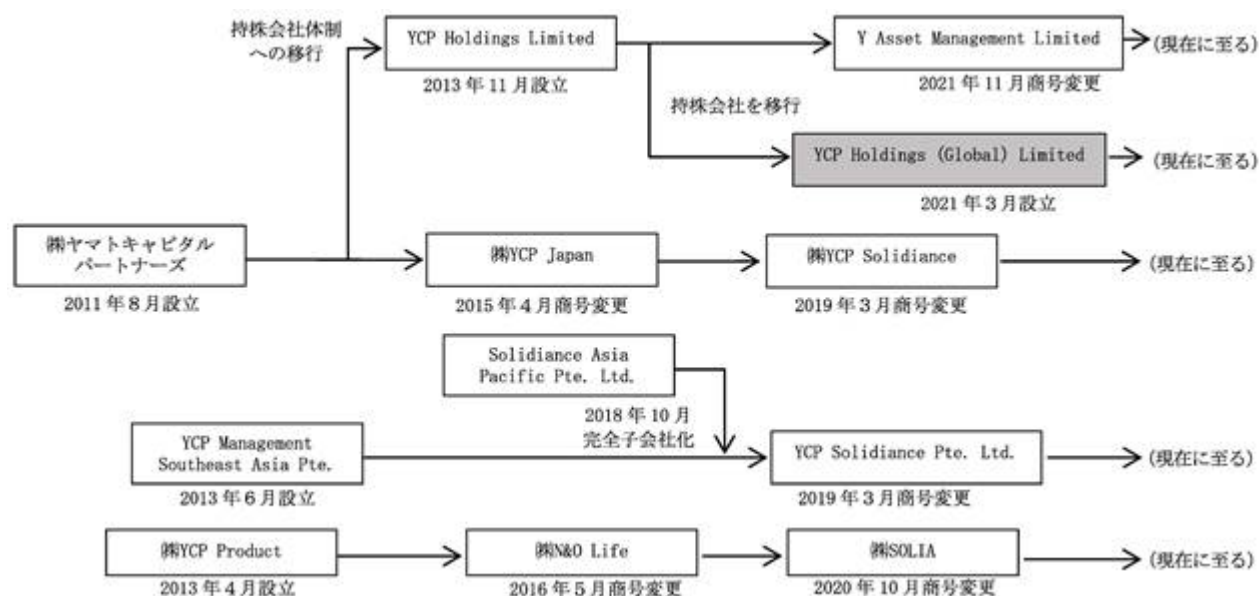 持株会社体制
への移行
YCP Holdings Limited
2013年11月設立
Y Asset Management Limited
2021年11月商号変更
(現在に至る)
持株会社を移行
YCP Holdings (Global) Limited
2021年3月設立
(現在に至る)
㈱ヤマトキャピタル
パートナーズ
2011年8月設立
㈱YCP Japan
2015年4月商号変更
㈱YCP Solidiance
2019年3月商号変更
(現在に至る)
Solidiance Asia
Pacific Pte. Ltd.
2018年10月
完全子会社化
YCP Management
Southeast Asia Pte.
2013年6月設立
YCP Solidiance Pte. Ltd.
2019年3月商号変更
(現在に至る)
㈱YCP Product
2013年4月設立
㈱N&O Life
2016年5月商号変更
㈱SOLIA
2020年10月商号変更
(現在に至る)